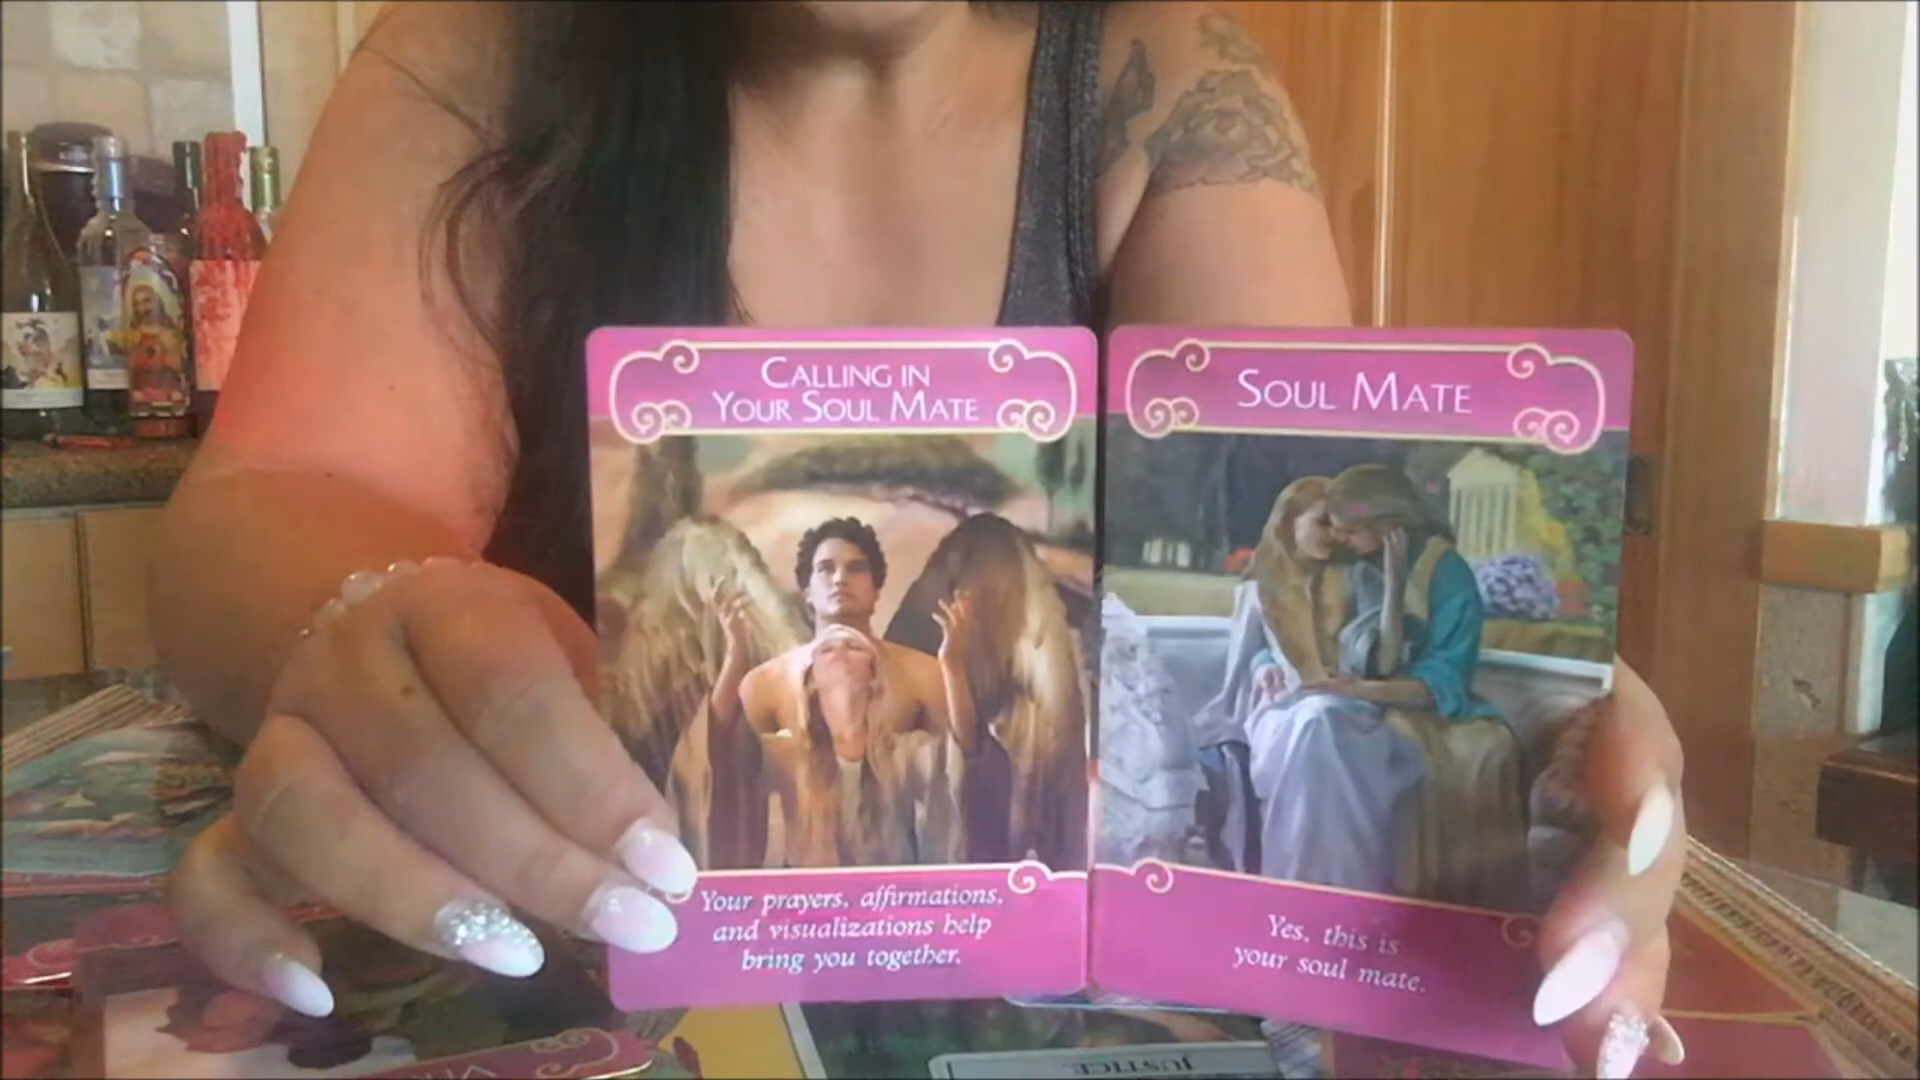 CALLING IN
YOUR SOUL MATE
SOUL MATE
Your prayers, affirmations,
and visualizations help
bring you together.
Yes, this is
your soul mate.
JUSTICE